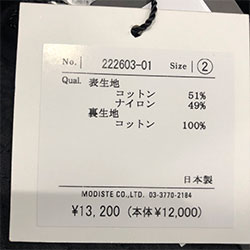 No. 222603-01 Size ②
Qual. 表生地
コットン 51%
ナイロン 49%
裏生地
コットン 100%
日本製
MODISTE CO.,LTD. 03-3770-2184
¥13,200 (本体¥12,000)